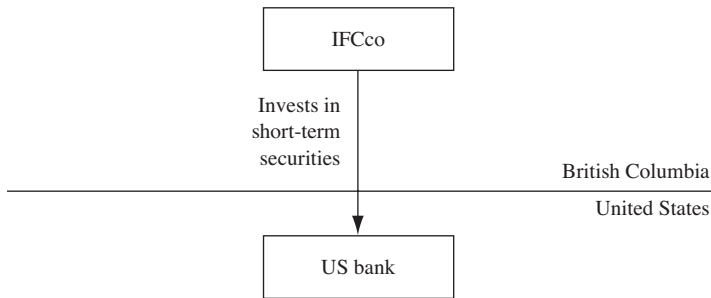 IFCco
Invests in
short-term
securities
British Columbia
United States
US bank